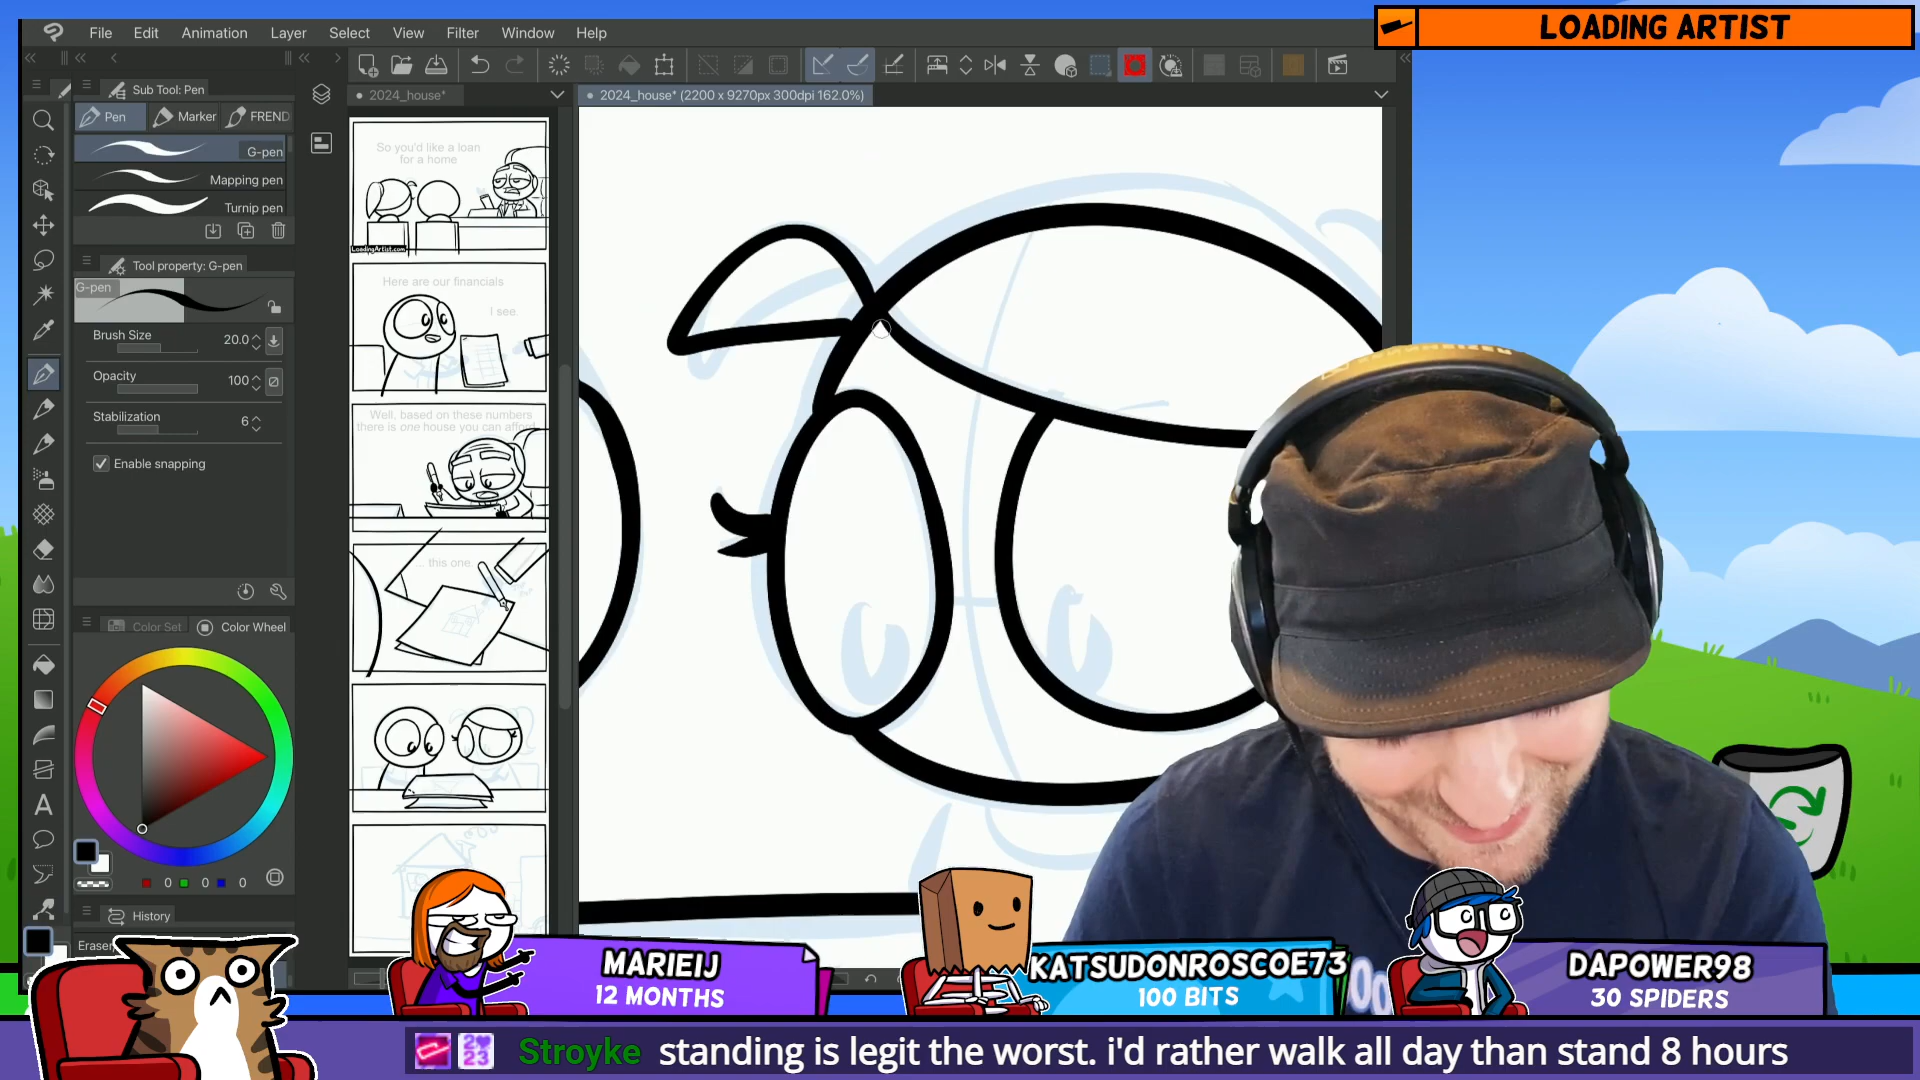 LOADING ARTIST
File Edit Animation Layer Select View Filter Window Help
Sub Tool: Pen
2024_house*
2024_house* (2200 x 9270px 300dpi 162.0%)
Pen Marker FREND
G-pen
Mapping pen
Turnip pen
Tool property: G-pen
G-pen
Brush Size 20.0
Opacity 100
Stabilization 6
Enable snapping
Color Set Color Wheel
0 0 0
History
Eraser
So you'd like a loan
for a home
LoadingArtist.com
Here are our financials
I see
Well, based on these numbers
there is one house you can afford
... this one.
MARIEIJ
12 MONTHS
KATSUDONROSCOE73
100 BITS
DAPOWER98
30 SPIDERS
2023
Stroyke standing is legit the worst. i'd rather walk all day than stand 8 hours